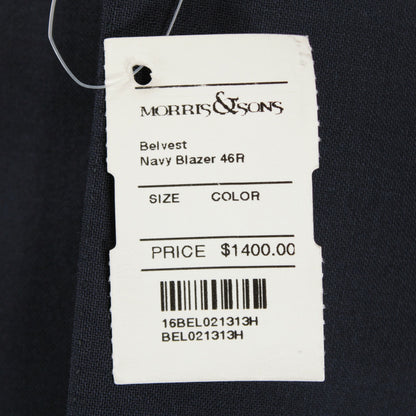 MORRIS&SONS
Belvest
Navy Blazer 46R
SIZE COLOR
PRICE $1400.00
16BEL021313H
BEL021313H